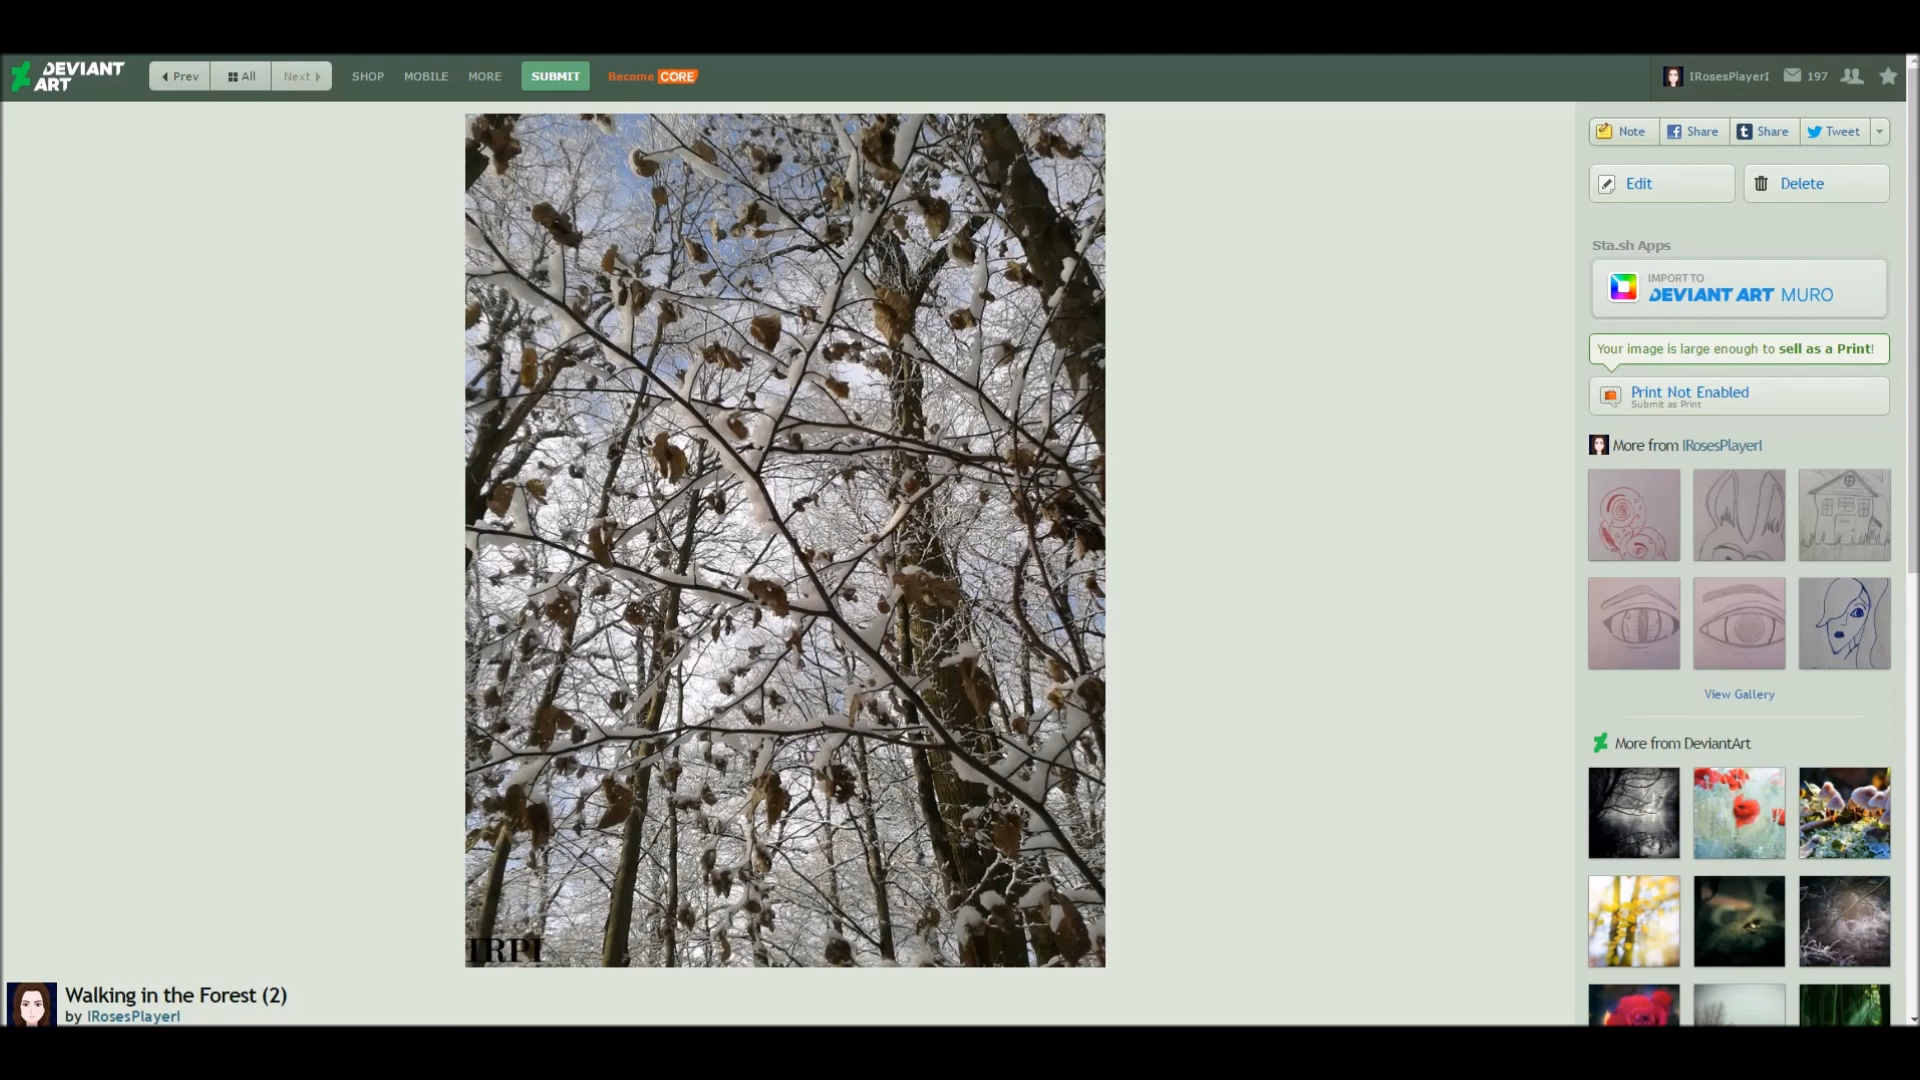 DEVIANT ART
Prev
All
Next
SHOP
MOBILE
MORE
SUBMIT
Become CORE
IRosesPlayerI
197
Note
Share
Share
Tweet
Edit
Delete
Sta.sh Apps
IMPORT TO
DEVIANT ART MURO
Your image is large enough to sell as a Print!
Print Not Enabled
Submit as Print
More from IRosesPlayerI
View Gallery
More from DeviantArt
IRPI
Walking in the Forest (2)
by IRosesPlayerI